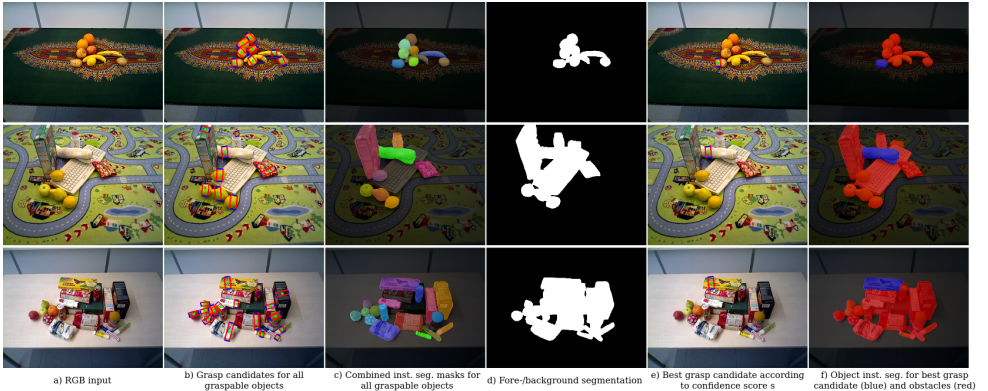 a) RGB input
b) Grasp candidates for all
graspable objects
c) Combined inst. seg. masks for
all graspable objects
d) Fore-/background segmentation
e) Best grasp candidate according
to confidence score s
f) Object inst. seg. for best grasp
candidate (blue) and obstacles (red)